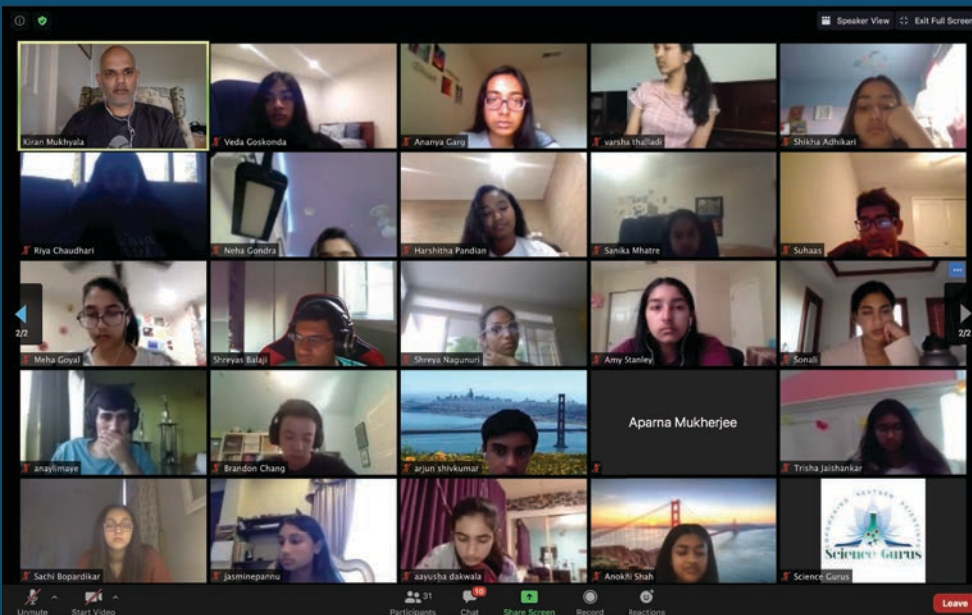 Speaker View Exit Full Screen
Kiran Mukhyala
Veda Goskonda
Ananya Garg
varsha thalladi
Shikha Adhikari
Riya Chaudhari
Neha Gondra
Harshitha Pandian
Sanika Mhatre
Suhaas
2/2
2/2
Meha Goyal
Shreyas Balaji
Shreya Nagunuri
Amy Stanley
Sonali
Aparna Mukherjee
anaylimaye
Brandon Chang
arjun shivkumar
Trisha Jaishankar
Science Gurus
Sachi Bopardikar
jasminepannu
aayusha dakwala
Anokhi Shah
Science Gurus
31
10
Unmute
Start Video
Participants
Chat
Share Screen
Record
Reactions
Leave